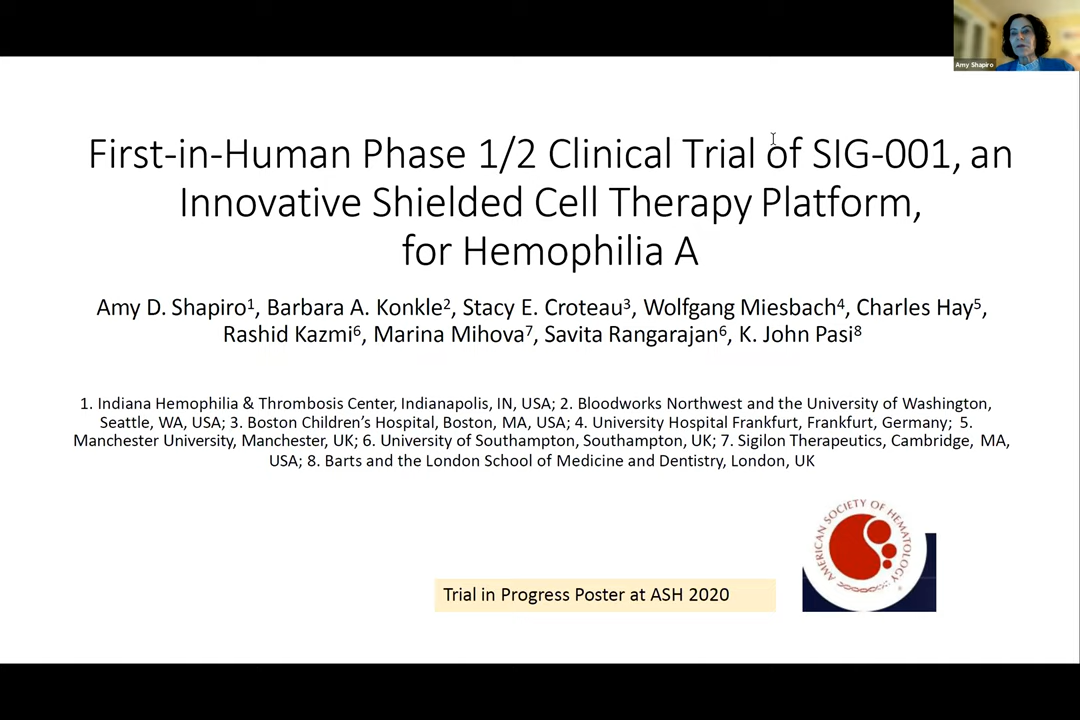 Amy Shapiro
First-in-Human Phase 1/2 Clinical Trial of SIG-001, an
Innovative Shielded Cell Therapy Platform,
for Hemophilia A
Amy D. Shapiro¹, Barbara A. Konkle², Stacy E. Croteau³, Wolfgang Miesbach⁴, Charles Hay⁵,
Rashid Kazmi⁶, Marina Mihova⁷, Savita Rangarajan⁶, K. John Pasi⁸
1. Indiana Hemophilia & Thrombosis Center, Indianapolis, IN, USA; 2. Bloodworks Northwest and the University of Washington,
Seattle, WA, USA; 3. Boston Children's Hospital, Boston, MA, USA; 4. University Hospital Frankfurt, Frankfurt, Germany; 5.
Manchester University, Manchester, UK; 6. University of Southampton, Southampton, UK; 7. Sigilon Therapeutics, Cambridge, MA,
USA; 8. Barts and the London School of Medicine and Dentistry, London, UK
AMERICAN SOCIETY OF HEMATOLOGY
®
Trial in Progress Poster at ASH 2020